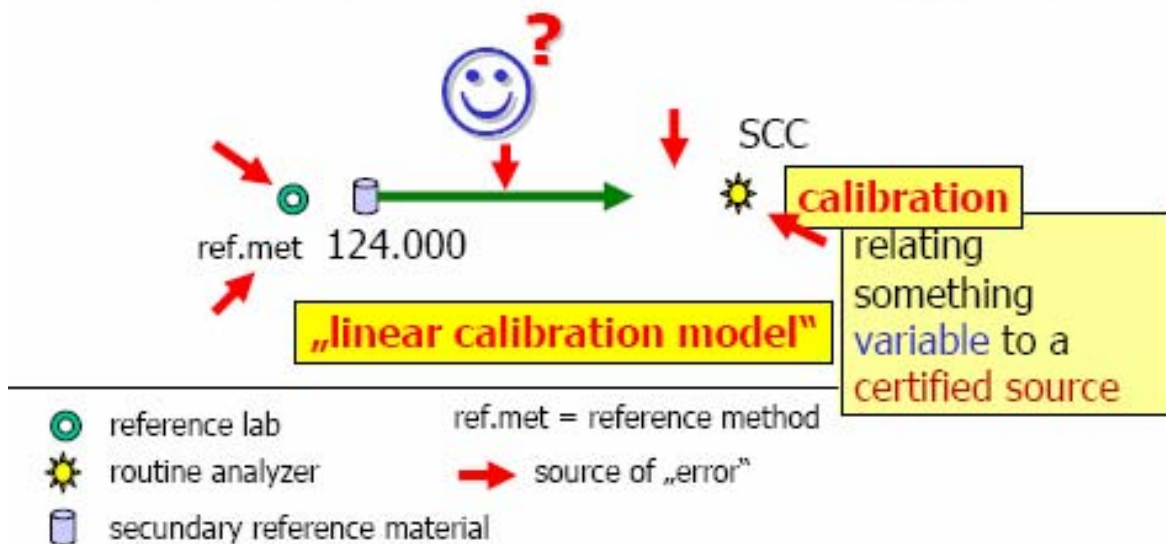 ?
SCC
calibration
ref.met 124.000
relating
something
variable to a
certified source
„linear calibration model“
reference lab
ref.met = reference method
routine analyzer
source of „error“
secundary reference material